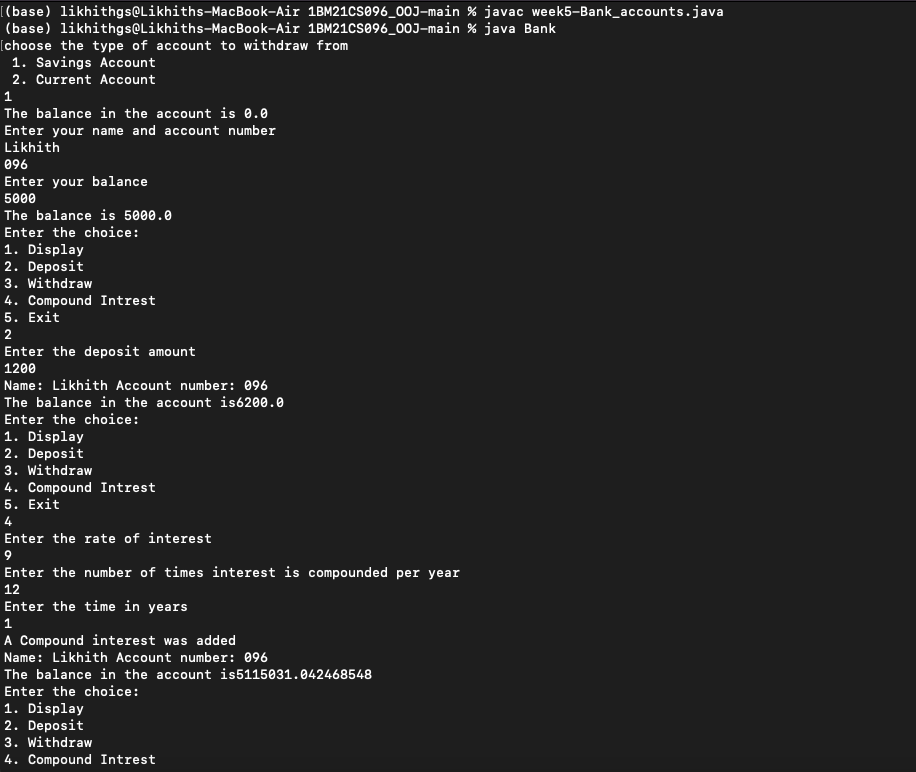 [(base) likhithgs@Likhiths-MacBook-Air 1BM21CS096_OOJ-main % javac week5-Bank_accounts.java
(base) likhithgs@Likhiths-MacBook-Air 1BM21CS096_OOJ-main % java Bank
[choose the type of account to withdraw from
 1. Savings Account
 2. Current Account
1
The balance in the account is 0.0
Enter your name and account number
Likhith
096
Enter your balance
5000
The balance is 5000.0
Enter the choice:
1. Display
2. Deposit
3. Withdraw
4. Compound Intrest
5. Exit
2
Enter the deposit amount
1200
Name: Likhith Account number: 096
The balance in the account is6200.0
Enter the choice:
1. Display
2. Deposit
3. Withdraw
4. Compound Intrest
5. Exit
4
Enter the rate of interest
9
Enter the number of times interest is compounded per year
12
Enter the time in years
1
A Compound interest was added
Name: Likhith Account number: 096
The balance in the account is5115031.042468548
Enter the choice:
1. Display
2. Deposit
3. Withdraw
4. Compound Intrest